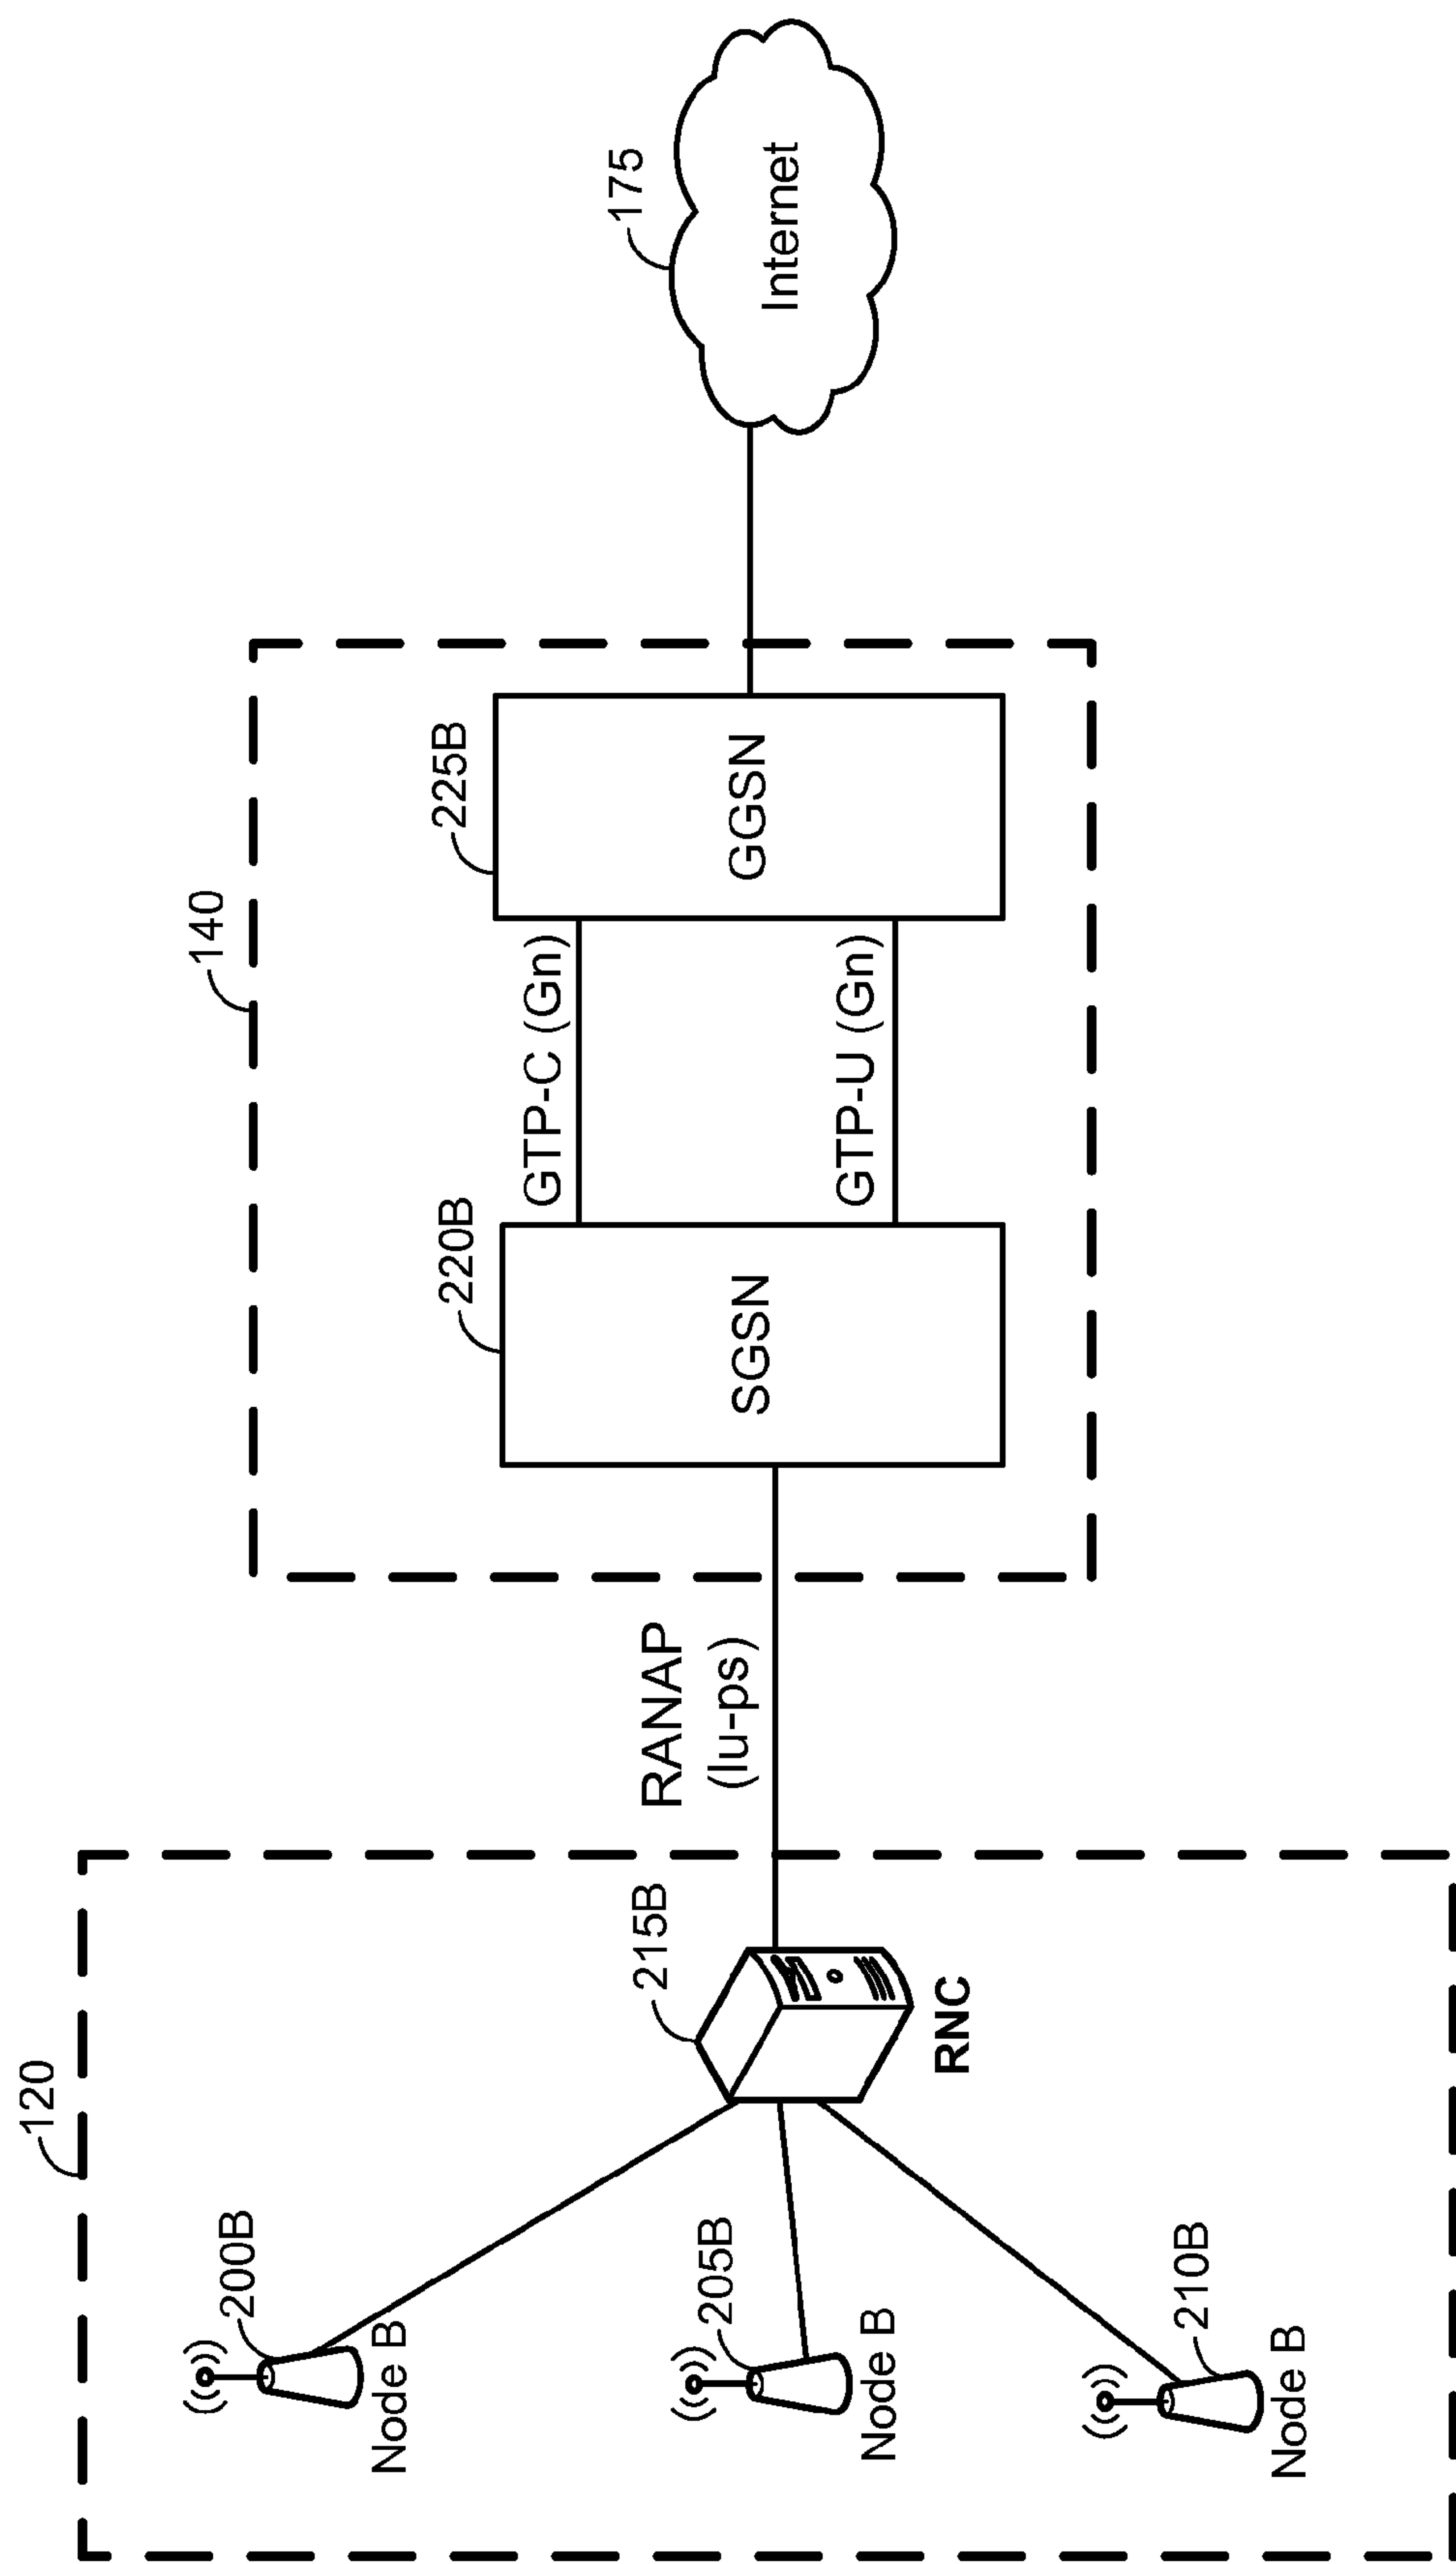 120
200B
Node B
205B
Node B
210B
Node B
215B
RNC
RANAP
(Iu-ps)
140
220B
SGSN
GTP-C (Gn)
GTP-U (Gn)
225B
GGSN
175
Internet